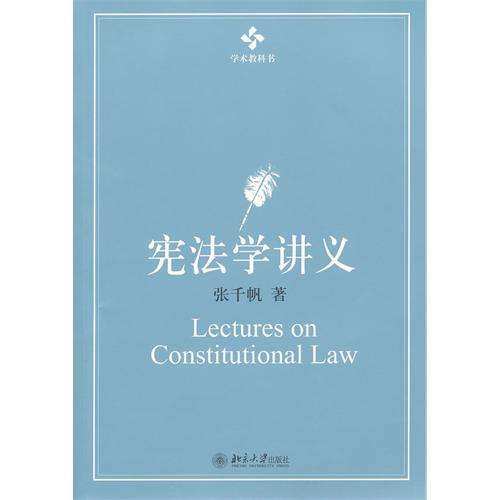 学术教科书
宪法学讲义
张千帆 著
Lectures on
Constitutional Law
北京大学出版社